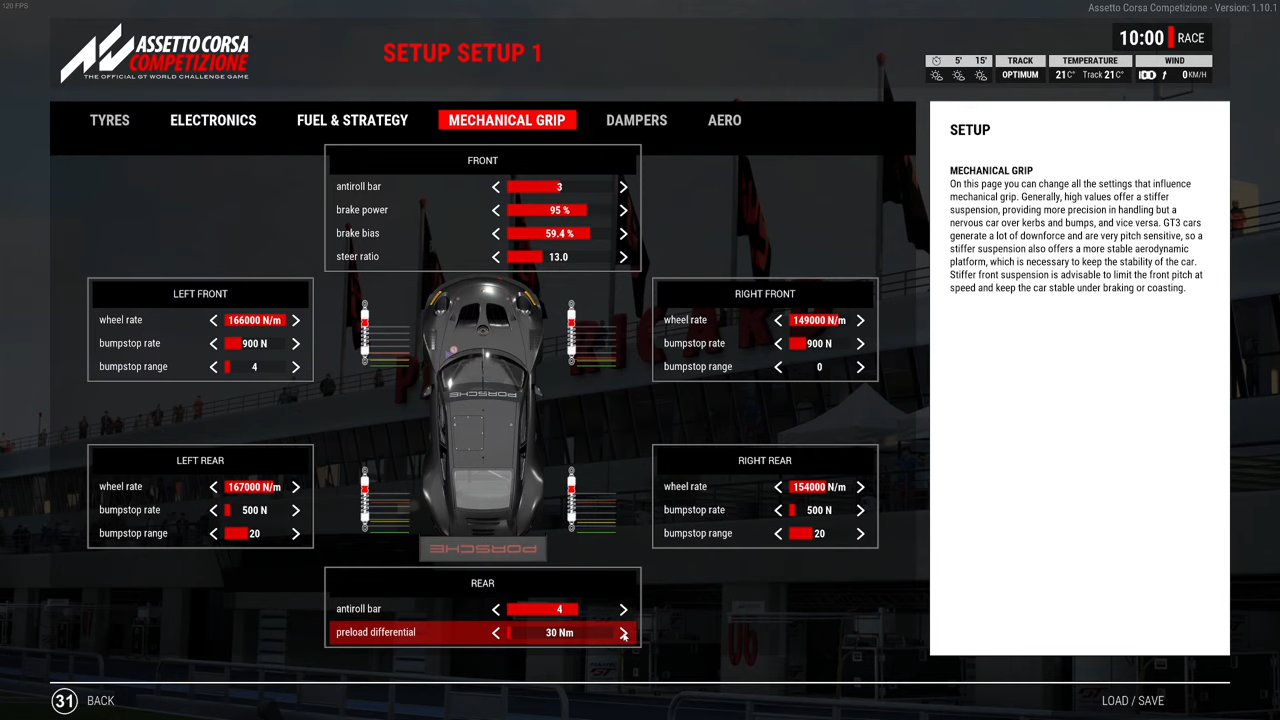 120 FPS
Assetto Corsa Competizione - Version: 1.10.1
ASSETTO CORSA
COMPETIZIONE
THE OFFICIAL GT WORLD CHALLENGE GAME
SETUP SETUP 1
10:00 RACE
5' 15' TRACK TEMPERATURE WIND
OPTIMUM 21C° Track 21C° 0KM/H
TYRES ELECTRONICS FUEL & STRATEGY MECHANICAL GRIP DAMPERS AERO
FRONT
antiroll bar 3
brake power 95 %
brake bias 59.4 %
steer ratio 13.0
LEFT FRONT
wheel rate 166000 N/m
bumpstop rate 900 N
bumpstop range 4
RIGHT FRONT
wheel rate 149000 N/m
bumpstop rate 900 N
bumpstop range 0
PORSCHE
LEFT REAR
wheel rate 167000 N/m
bumpstop rate 500 N
bumpstop range 20
RIGHT REAR
wheel rate 154000 N/m
bumpstop rate 500 N
bumpstop range 20
PORSCHE
REAR
antiroll bar 4
preload differential 30 Nm
SETUP
MECHANICAL GRIP
On this page you can change all the settings that influence
mechanical grip. Generally, high values offer a stiffer
suspension, providing more precision in handling but a
nervous car over kerbs and bumps, and vice versa. GT3 cars
generate a lot of downforce and are very pitch sensitive, so a
stiffer suspension also offers a more stable aerodynamic
platform, which is necessary to keep the stability of the car.
Stiffer front suspension is advisable to limit the front pitch at
speed and keep the car stable under braking or coasting.
31 BACK
LOAD / SAVE